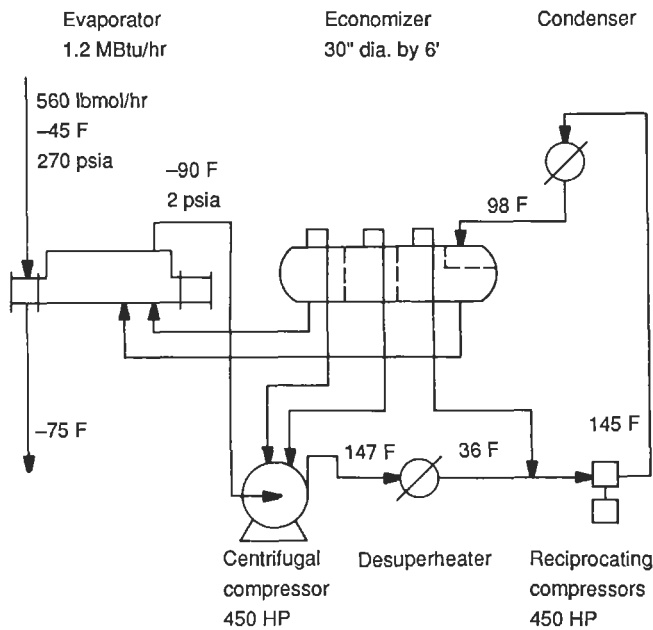 Evaporator
1.2 MBtu/hr
Economizer
30" dia. by 6'
Condenser
560 lbmol/hr
–45 F
270 psia
–90 F
2 psia
98 F
–75 F
147 F
36 F
145 F
Centrifugal
compressor
450 HP
Desuperheater
Reciprocating
compressors
450 HP